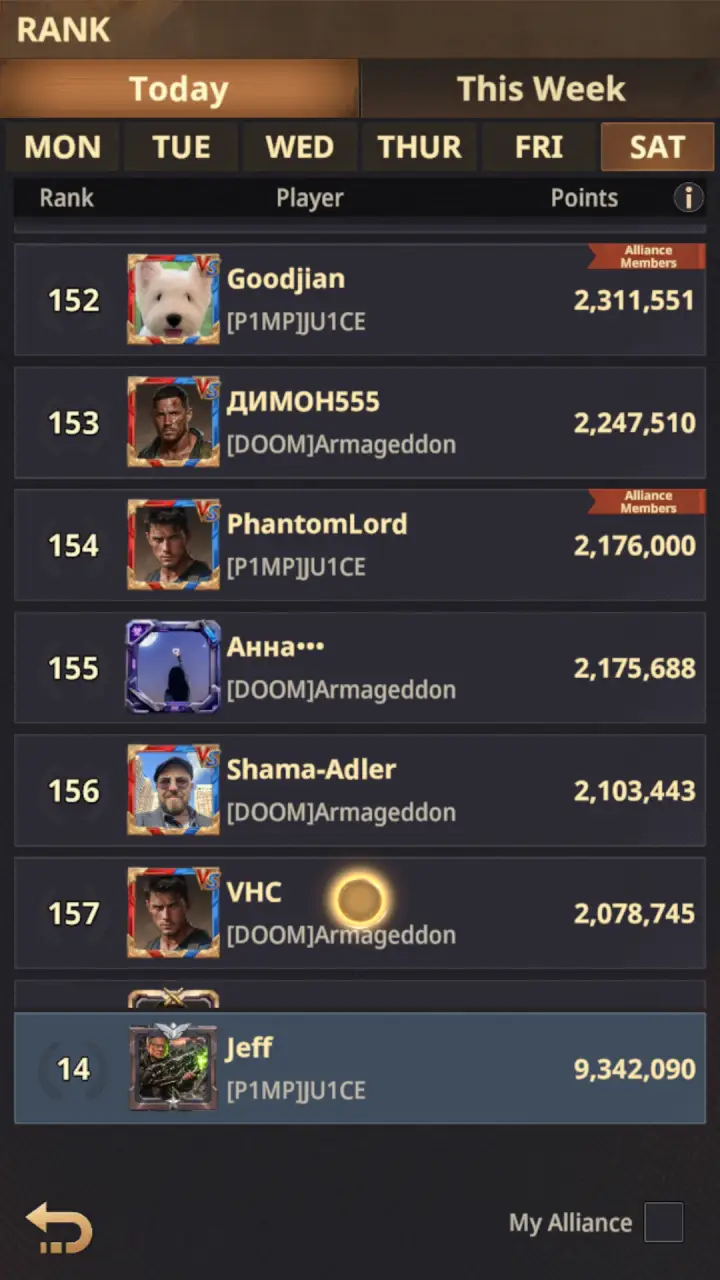 RANK
Today
This Week
MON
TUE
WED
THUR
FRI
SAT
Rank
Player
Points
Alliance
Members
152
Goodjian
[P1MP]JU1CE
2,311,551
153
ДИМОН555
[DOOM]Armageddon
2,247,510
Alliance
Members
154
PhantomLord
[P1MP]JU1CE
2,176,000
155
Анна•••
[DOOM]Armageddon
2,175,688
156
Shama-Adler
[DOOM]Armageddon
2,103,443
157
VHC
[DOOM]Armageddon
2,078,745
14
Jeff
[P1MP]JU1CE
9,342,090
My Alliance